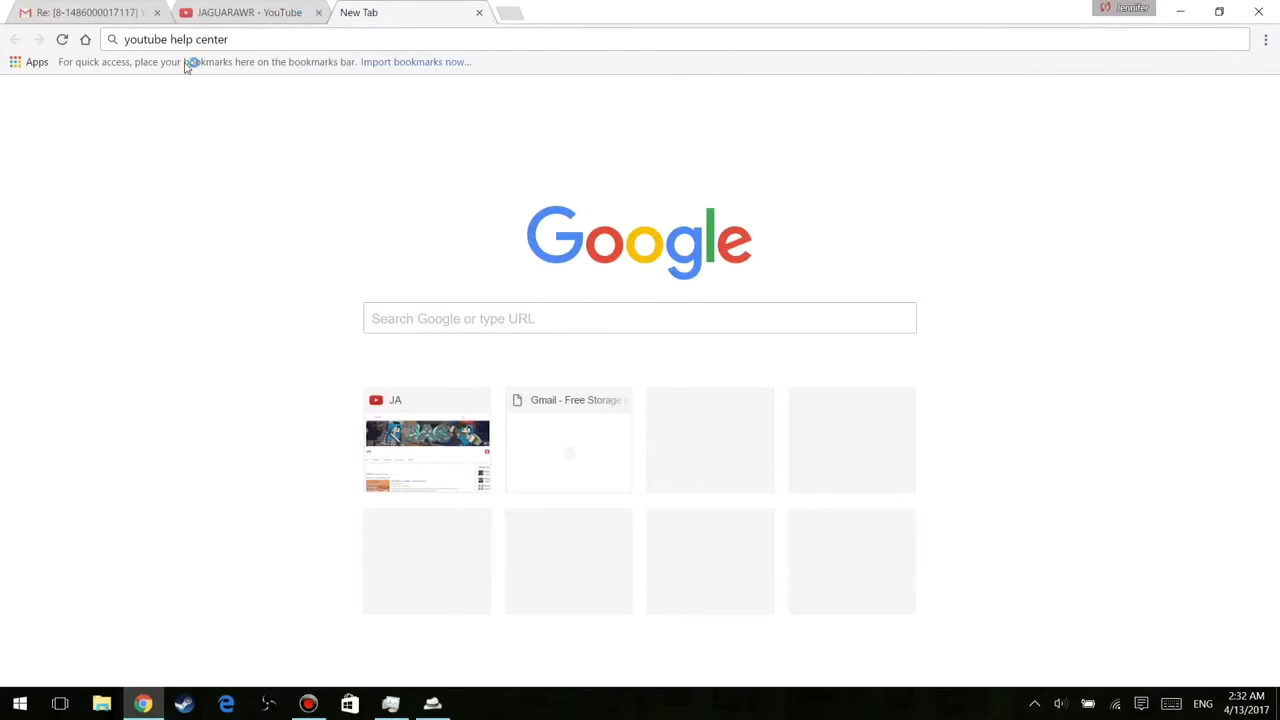 Re: [8-1486000017117]
JAGUARAWR - YouTube
New Tab
Jennifer
youtube help center
Apps
For quick access, place your bookmarks here on the bookmarks bar. Import bookmarks now...
Google
Search Google or type URL
JA
Gmail - Free Storage
ENG
2:32 AM
4/13/2017